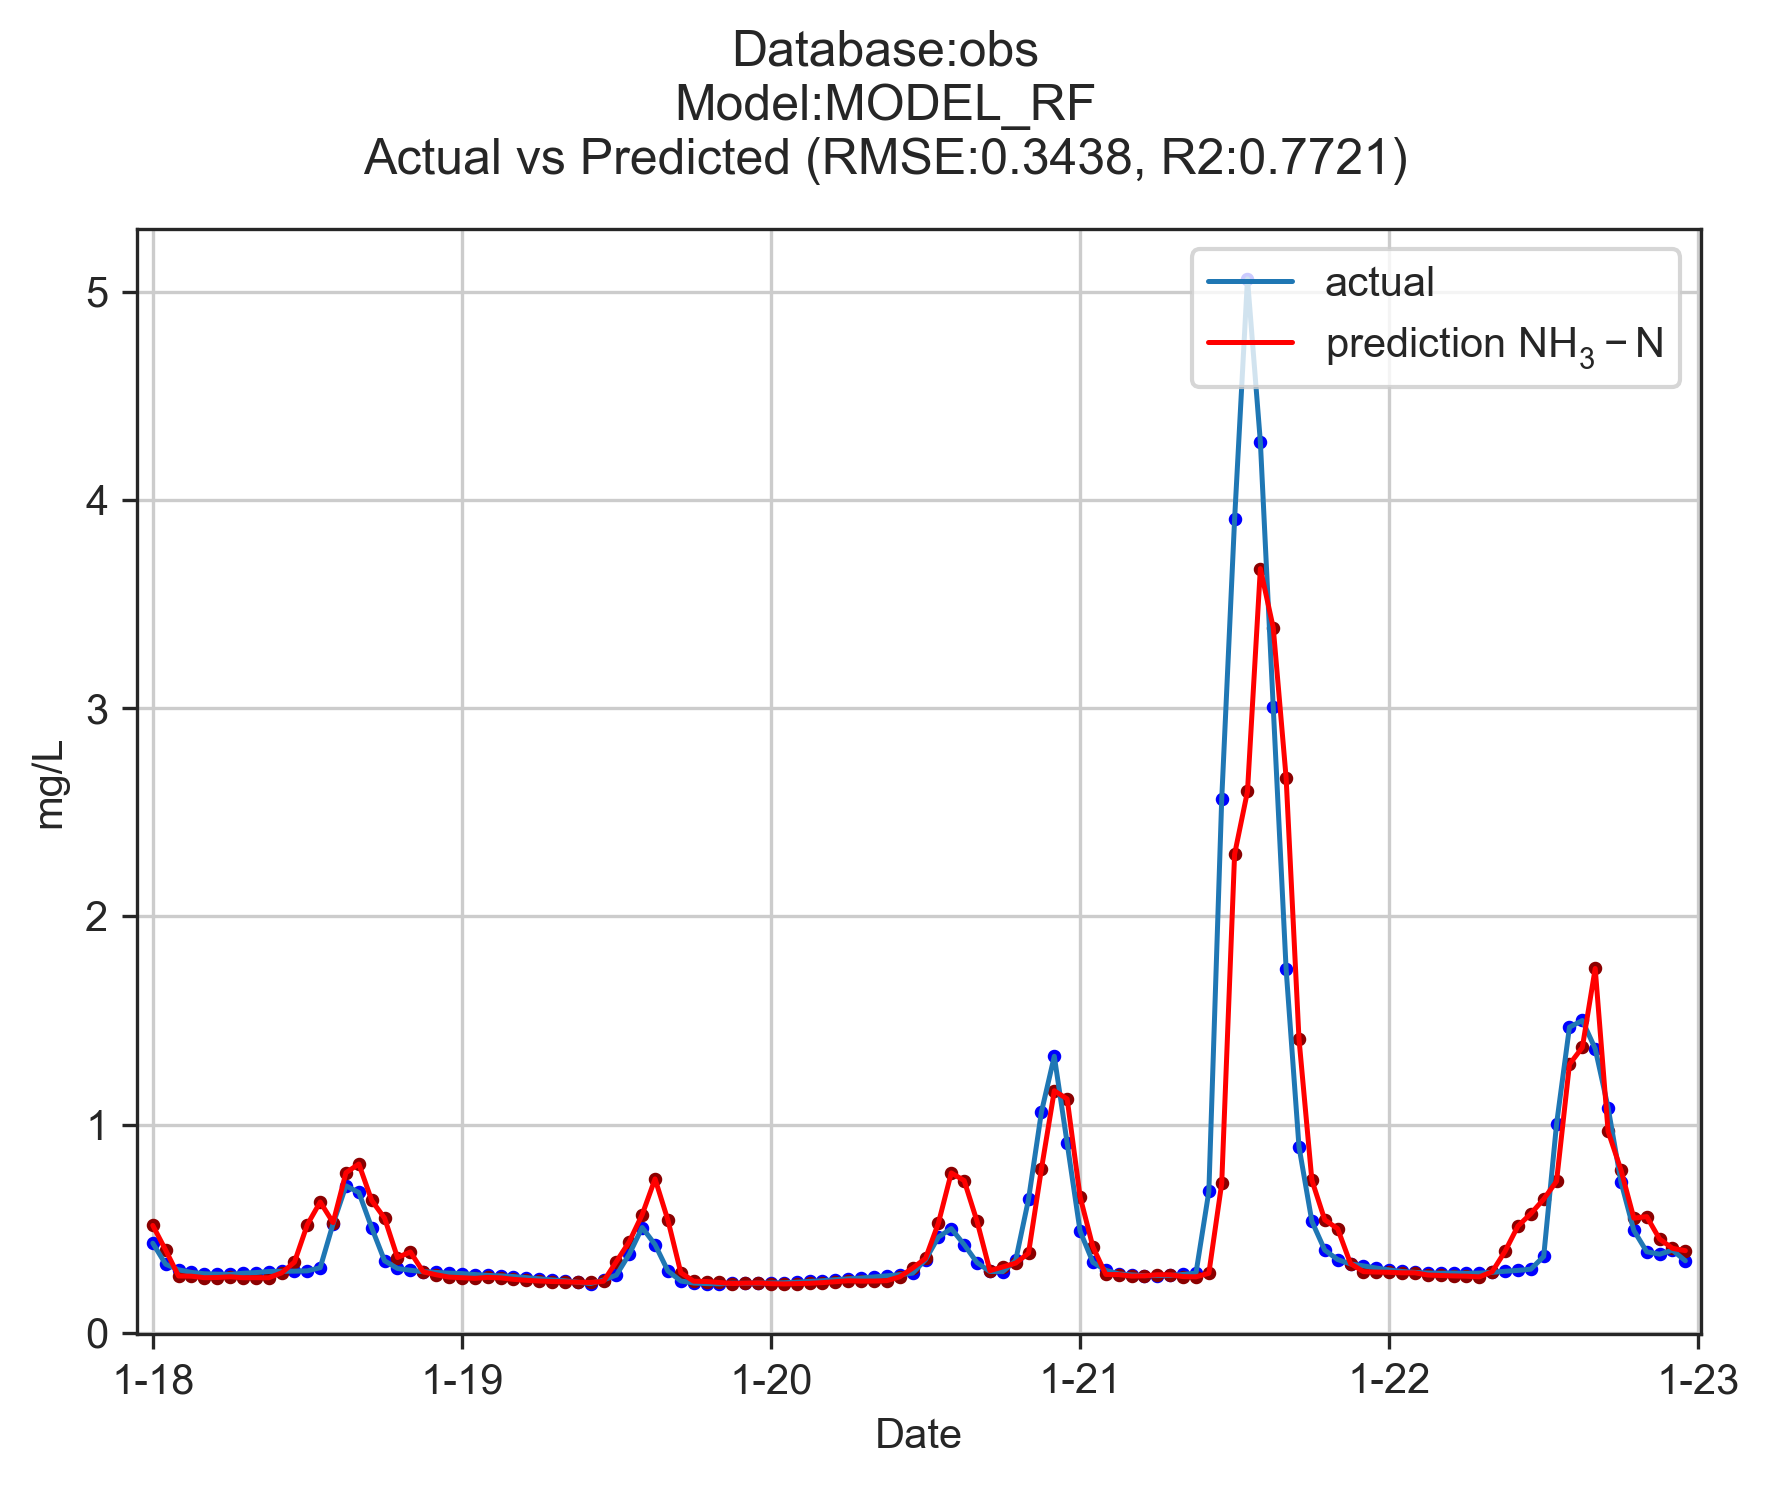 Database:obs
Model:MODEL_RF
Actual vs Predicted (RMSE:0.3438, R2:0.7721)
actual
prediction NH₃ − N
5
4
3
2
1
0
mg/L
1-18 1-19 1-20 1-21 1-22 1-23
Date